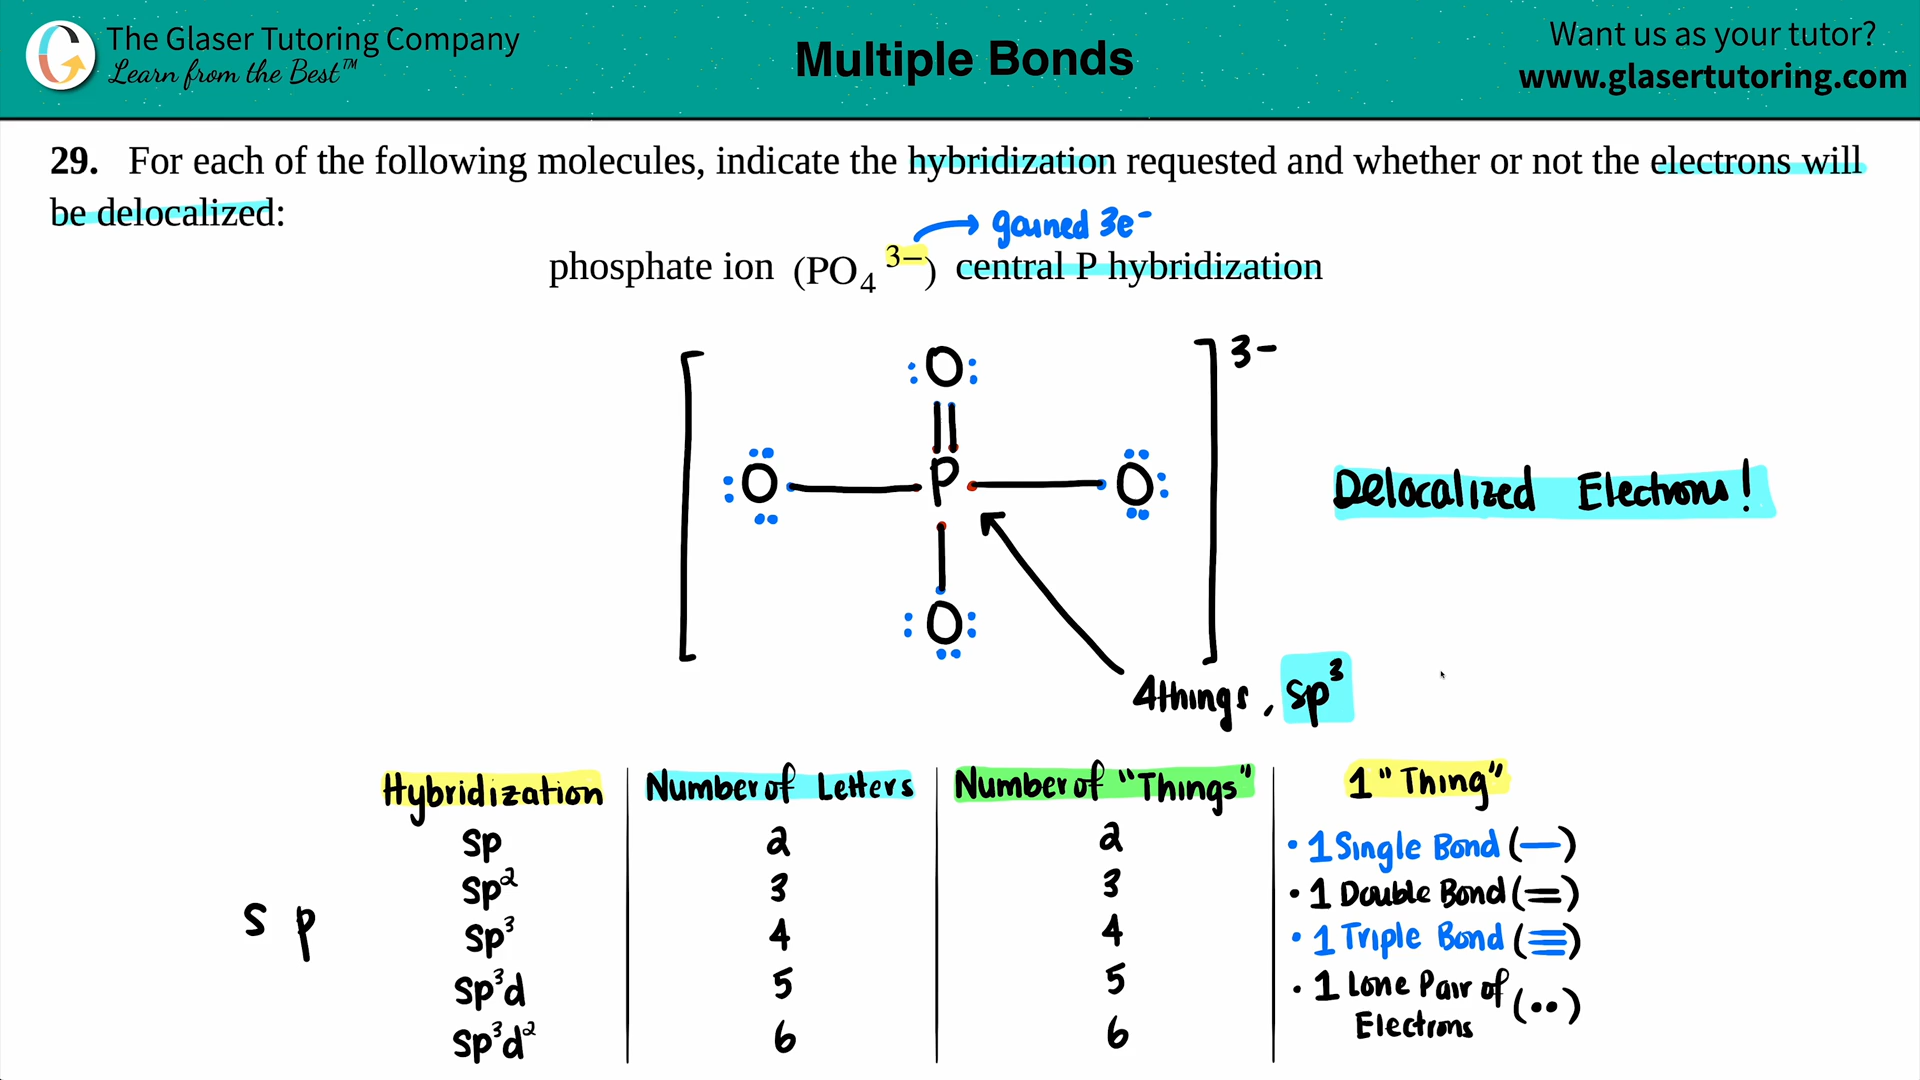 The Glaser Tutoring Company
Learn from the Best™
Multiple Bonds
Want us as your tutor?
www.glasertutoring.com
29. For each of the following molecules, indicate the hybridization requested and whether or not the electrons will
be delocalized:
gained 3e⁻
phosphate ion (PO₄³⁻) central P hybridization
3-
:O:
:O P O:
:O:
Delocalized Electrons!
4things, sp³
Hybridization Number of Letters Number of "Things" 1 "Thing"
sp 2 2 • 1 Single Bond (—)
sp² 3 3 • 1 Double Bond (=)
s p
sp³ 4 4 • 1 Triple Bond (≡)
sp³d 5 5 • 1 Lone Pair of
Electrons (••)
sp³d² 6 6